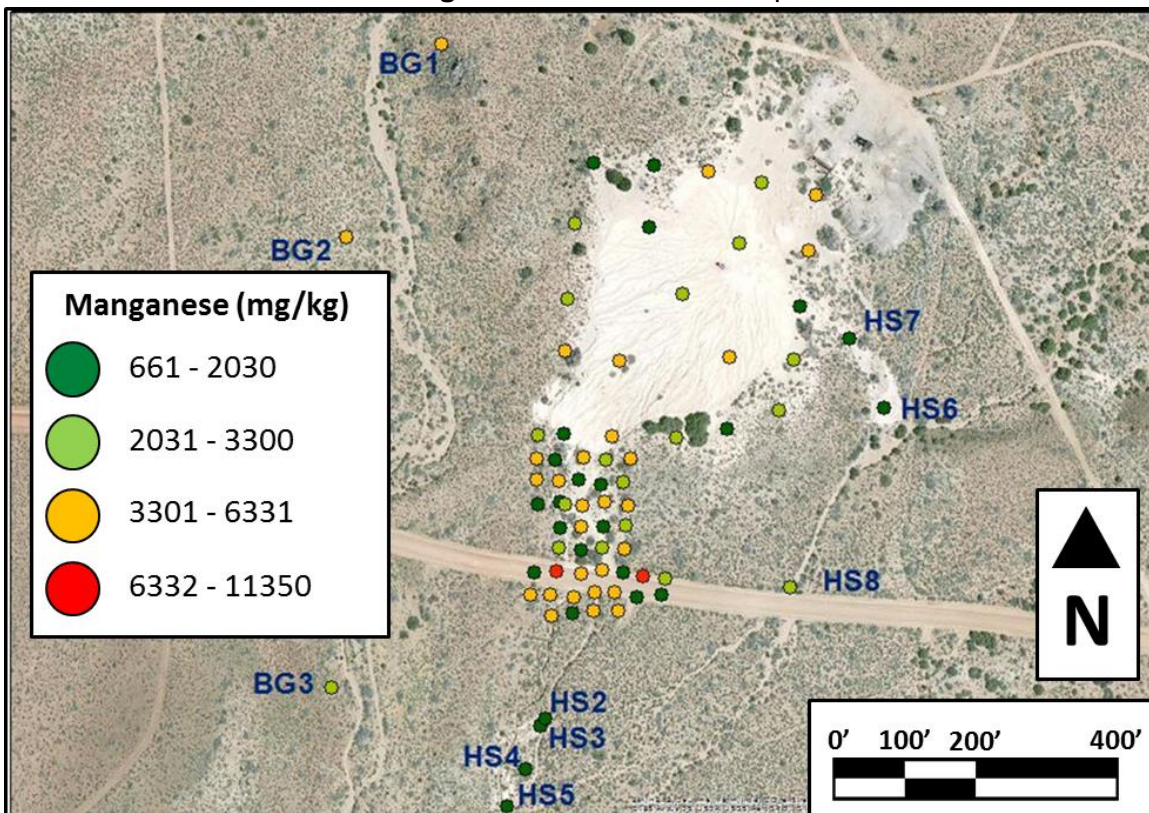 BG1
BG2
Manganese (mg/kg)
661 - 2030
2031 - 3300
3301 - 6331
6332 - 11350
HS7
HS6
HS8
N
BG3
HS2
HS3
HS4
HS5
0' 100' 200' 400'